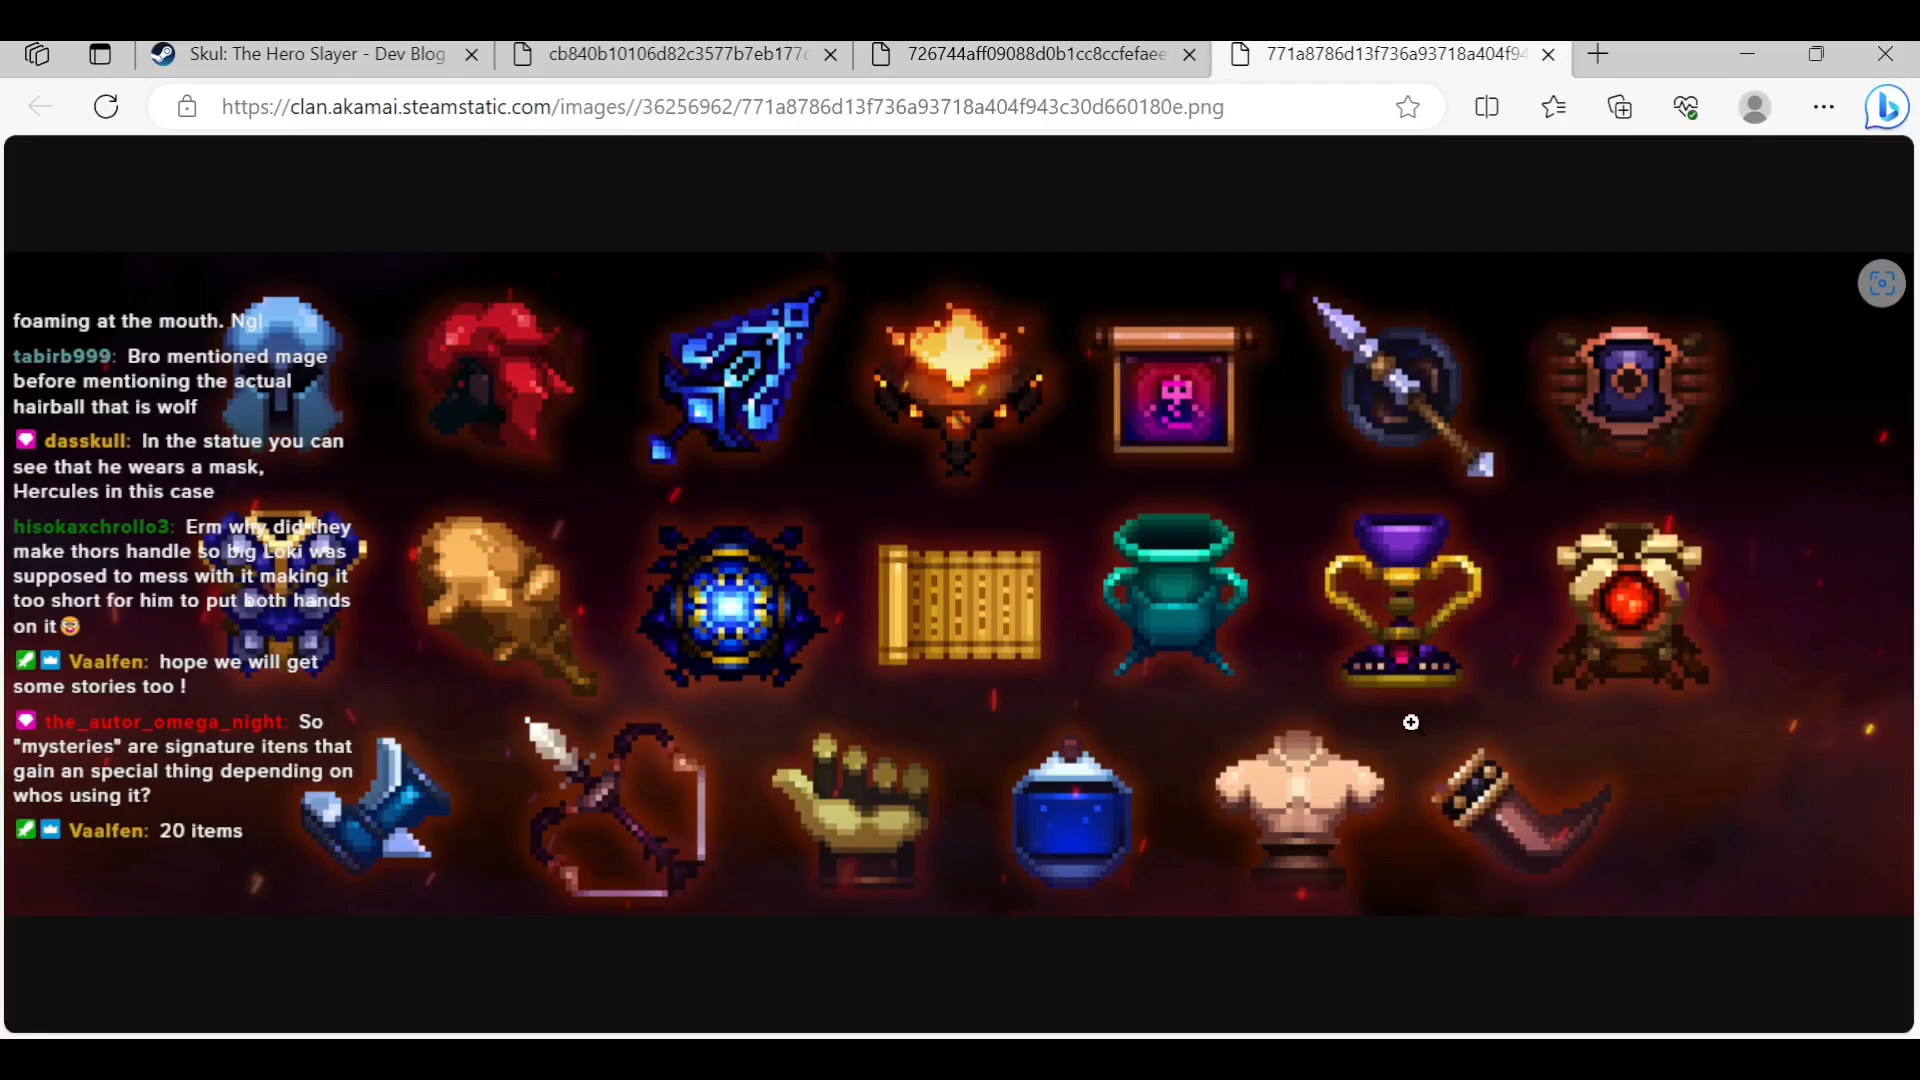 Skul: The Hero Slayer - Dev Blog
cb840b10106d82c3577b7eb177
726744aff09088d0b1cc8ccfefaee
771a8786d13f736a93718a404f94
https://clan.akamai.steamstatic.com/images//36256962/771a8786d13f736a93718a404f943c30d660180e.png
foaming at the mouth. Ngl
tabirb999: Bro mentioned mage
before mentioning the actual
hairball that is wolf
dasskull: In the statue you can
see that he wears a mask,
Hercules in this case
hisokaxchrollo3: Erm why did they
make thors handle so big Loki was
supposed to mess with it making it
too short for him to put both hands
on it
Vaalfen: hope we will get
some stories too !
the_autor_omega_night: So
"mysteries" are signature itens that
gain an special thing depending on
whos using it?
Vaalfen: 20 items